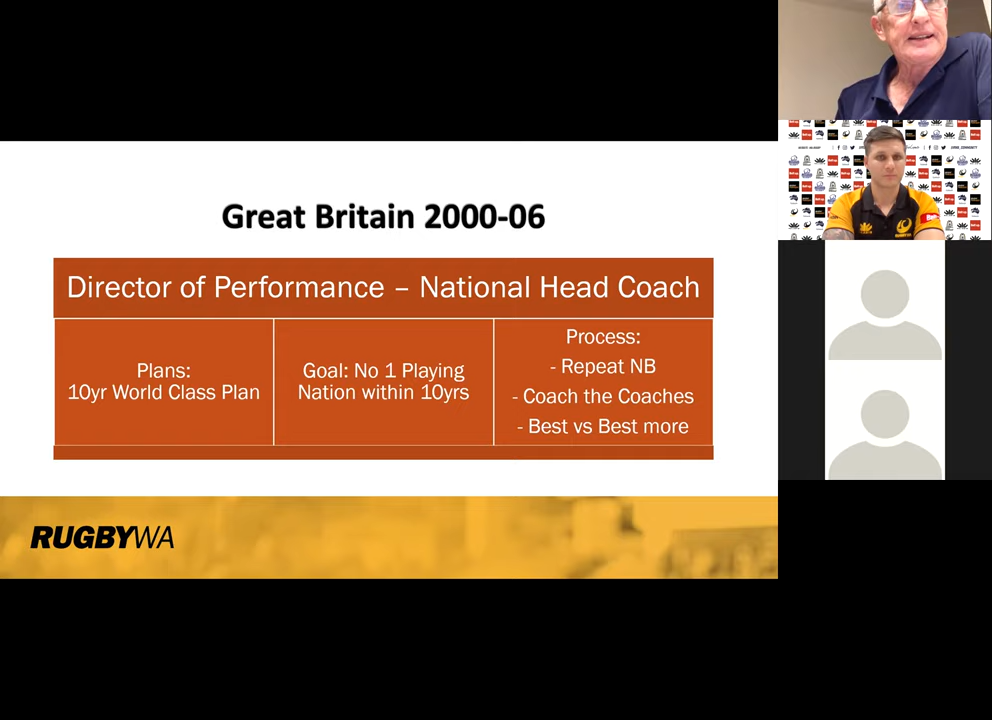 Great Britain 2000-06
Director of Performance – National Head Coach
Plans:
10yr World Class Plan
Goal: No 1 Playing
Nation within 10yrs
Process:
- Repeat NB
- Coach the Coaches
- Best vs Best more
RUGBYWA